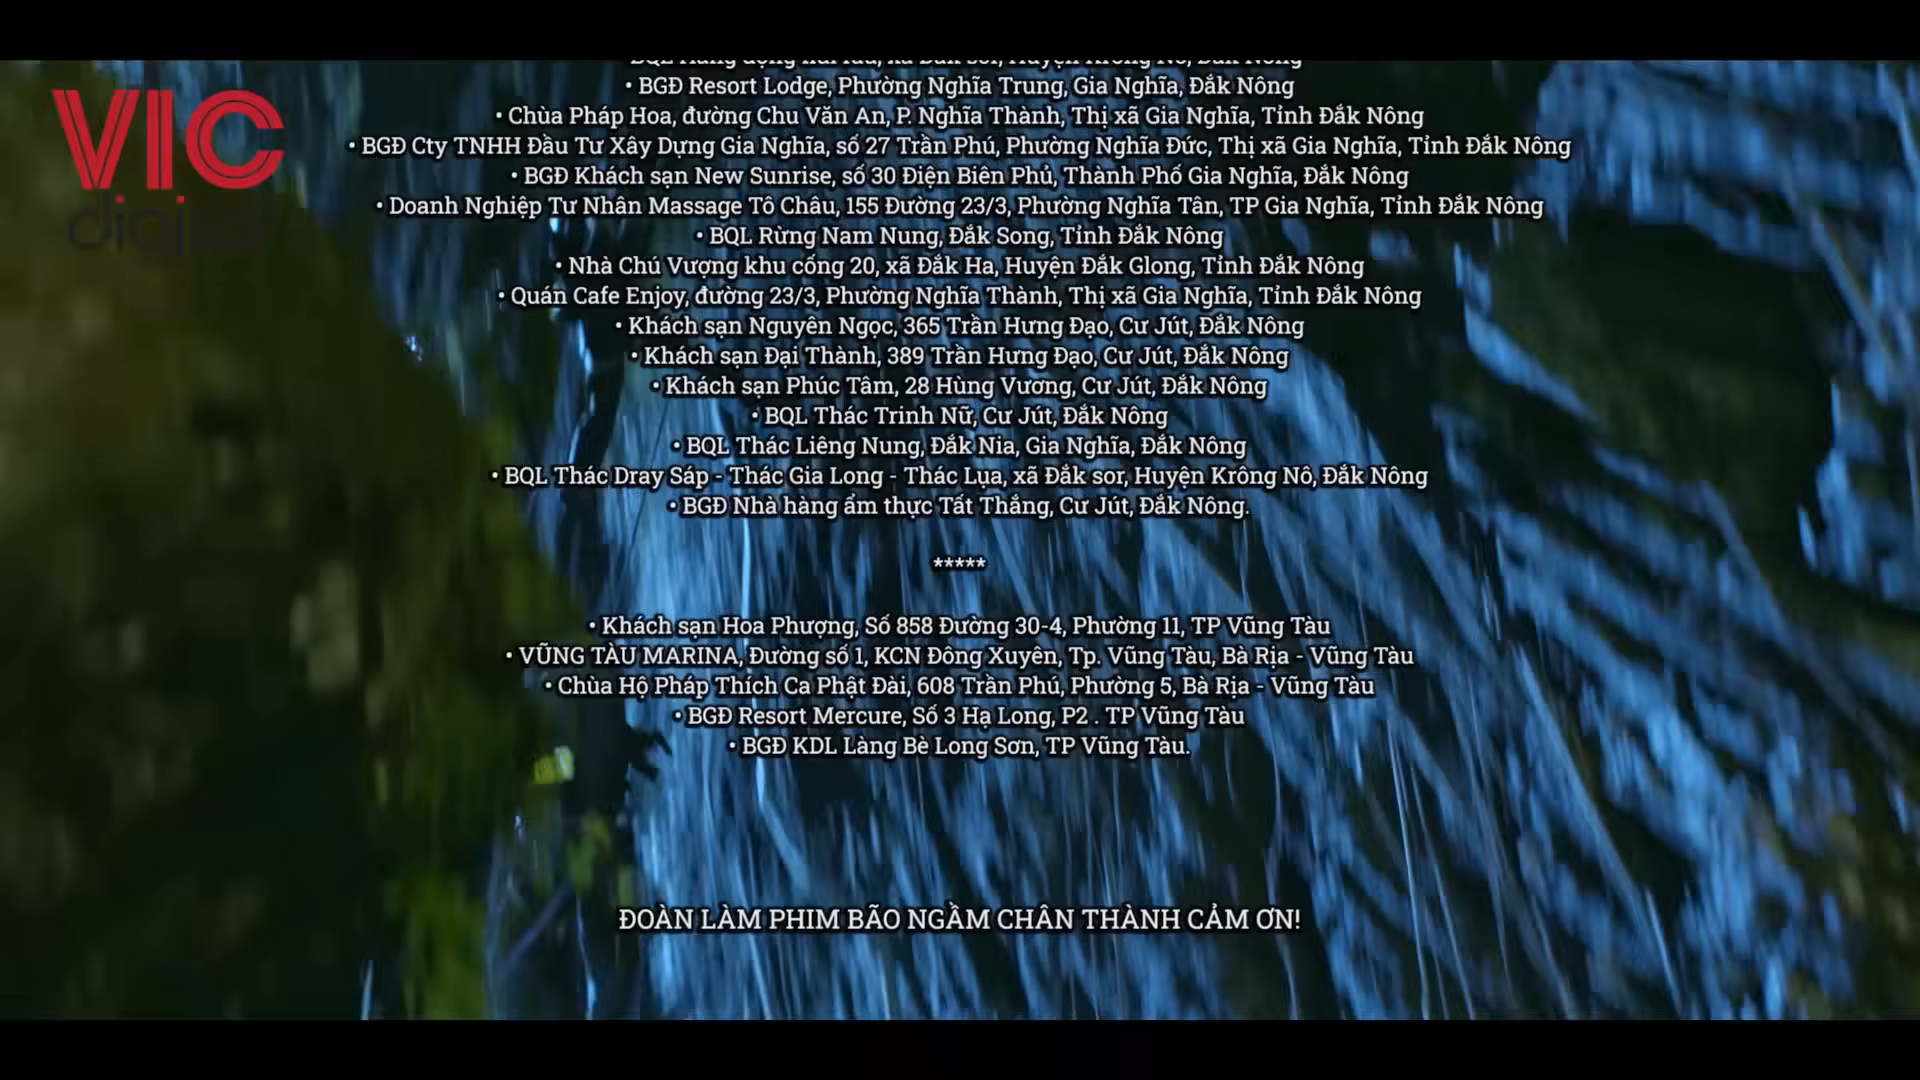 VIC
digital
• BGĐ Resort Lodge, Phường Nghĩa Trung, Gia Nghĩa, Đắk Nông
• Chùa Pháp Hoa, đường Chu Văn An, P. Nghĩa Thành, Thị xã Gia Nghĩa, Tỉnh Đắk Nông
• BGĐ Cty TNHH Đầu Tư Xây Dựng Gia Nghĩa, số 27 Trần Phú, Phường Nghĩa Đức, Thị xã Gia Nghĩa, Tỉnh Đắk Nông
• BGĐ Khách sạn New Sunrise, số 30 Điện Biên Phủ, Thành Phố Gia Nghĩa, Đắk Nông
• Doanh Nghiệp Tư Nhân Massage Tô Châu, 155 Đường 23/3, Phường Nghĩa Tân, TP Gia Nghĩa, Tỉnh Đắk Nông
• BQL Rừng Nam Nung, Đắk Song, Tỉnh Đắk Nông
• Nhà Chú Vượng khu cống 20, xã Đắk Ha, Huyện Đắk Glong, Tỉnh Đắk Nông
• Quán Cafe Enjoy, đường 23/3, Phường Nghĩa Thành, Thị xã Gia Nghĩa, Tỉnh Đắk Nông
• Khách sạn Nguyên Ngọc, 365 Trần Hưng Đạo, Cư Jút, Đắk Nông
• Khách sạn Đại Thành, 389 Trần Hưng Đạo, Cư Jút, Đắk Nông
• Khách sạn Phúc Tâm, 28 Hùng Vương, Cư Jút, Đắk Nông
• BQL Thác Trinh Nữ, Cư Jút, Đắk Nông
• BQL Thác Liêng Nung, Đắk Nia, Gia Nghĩa, Đắk Nông
• BQL Thác Dray Sáp - Thác Gia Long - Thác Lụa, xã Đắk sor, Huyện Krông Nô, Đắk Nông
• BGĐ Nhà hàng ẩm thực Tất Thắng, Cư Jút, Đắk Nông.
*****
• Khách sạn Hoa Phượng, Số 858 Đường 30-4, Phường 11, TP Vũng Tàu
• VŨNG TÀU MARINA, Đường số 1, KCN Đông Xuyên, Tp. Vũng Tàu, Bà Rịa - Vũng Tàu
• Chùa Hộ Pháp Thích Ca Phật Đài, 608 Trần Phú, Phường 5, Bà Rịa - Vũng Tàu
• BGĐ Resort Mercure, Số 3 Hạ Long, P2 . TP Vũng Tàu
• BGĐ KDL Làng Bè Long Sơn, TP Vũng Tàu.
ĐOÀN LÀM PHIM BÃO NGẦM CHÂN THÀNH CẢM ƠN!